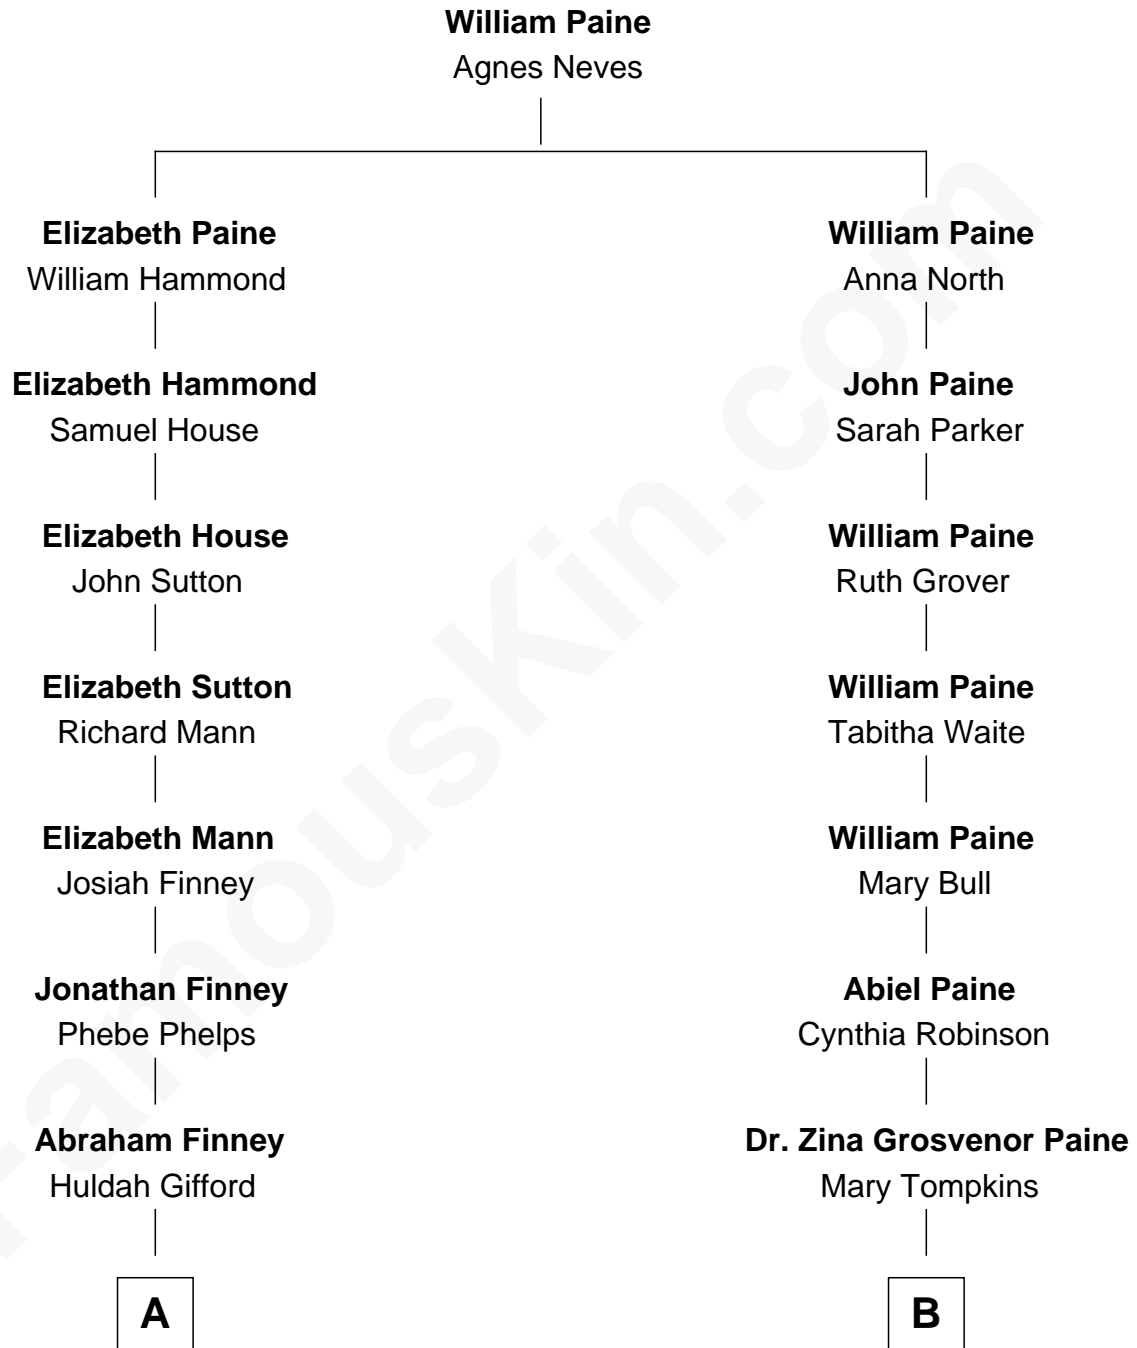 William Paine
Agnes Neves
Elizabeth Paine
William Hammond
William Paine
Anna North
Elizabeth Hammond
Samuel House
John Paine
Sarah Parker
Elizabeth House
John Sutton
William Paine
Ruth Grover
Elizabeth Sutton
Richard Mann
William Paine
Tabitha Waite
Elizabeth Mann
Josiah Finney
William Paine
Mary Bull
Jonathan Finney
Phebe Phelps
Abiel Paine
Cynthia Robinson
Abraham Finney
Huldah Gifford
Dr. Zina Grosvenor Paine
Mary Tompkins
A
B
FamousKin.com